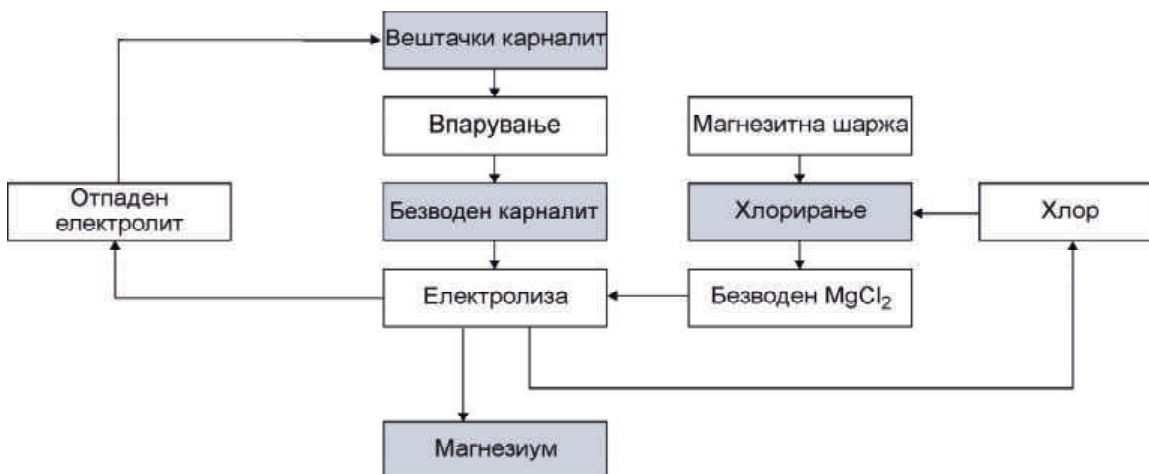 Вештачки карналит
Впарување
Магнезитна шаржа
Отпаден
електролит
Безводен карналит
Хлорирање
Хлор
Електролиза
Безводен MgCl₂
Магнезиум